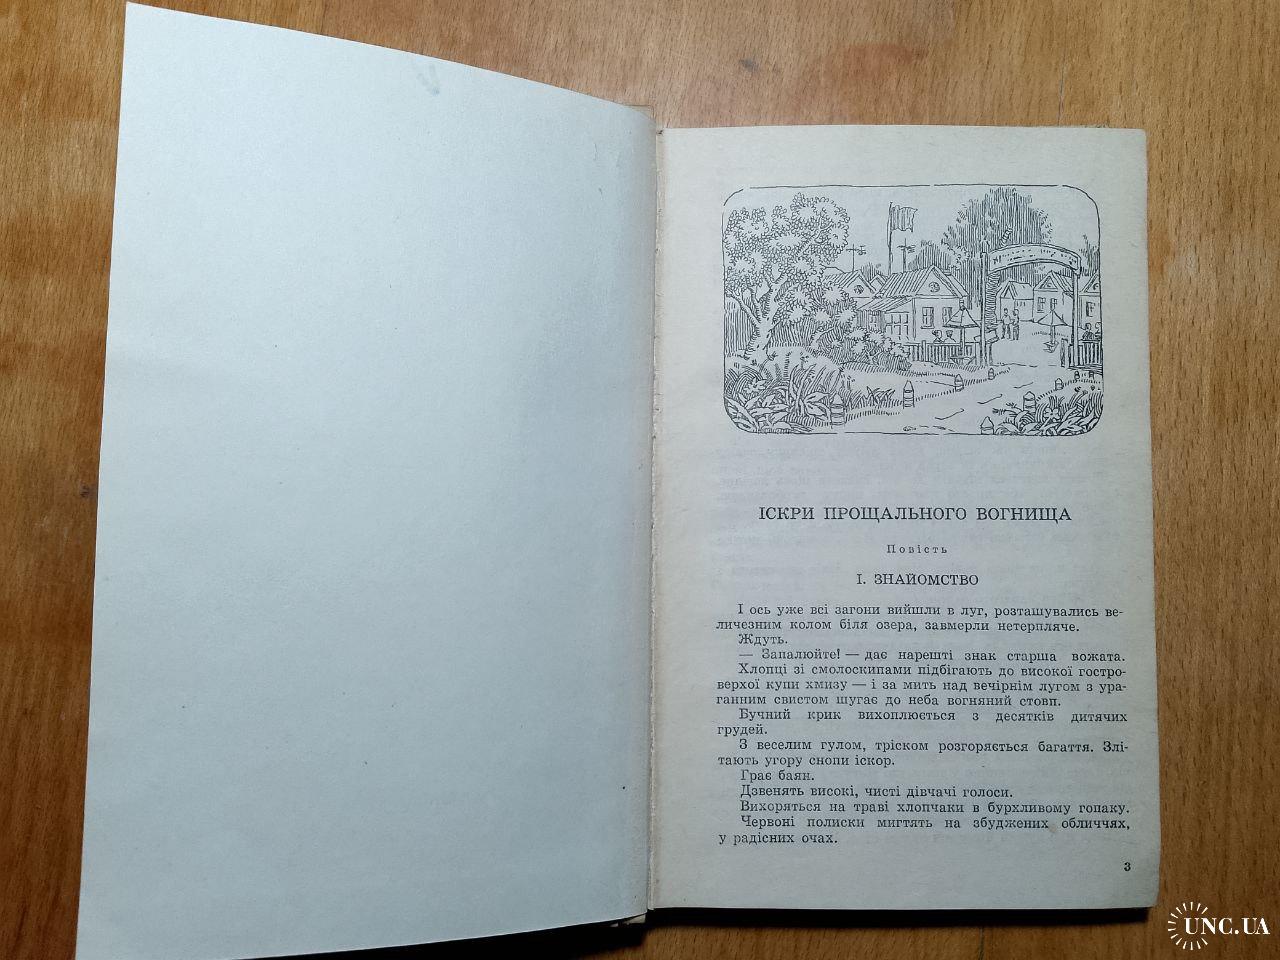 ІСКРИ ПРОЩАЛЬНОГО ВОГНИЩА
Повість
І. ЗНАЙОМСТВО
І ось уже всі загони вийшли в луг, розташувались ве-
личезним колом біля озера, завмерли нетерпляче.
Ждуть.
— Запалюйте! — дає нарешті знак старша вожата.
Хлопці зі смолоскипами підбігають до високої гостро-
верхої купи хмизу — і за мить над вечірнім лугом з ура-
ганним свистом шугає до неба вогняний стовп.
Бучний крик вихоплюється з десятків дитячих
грудей.
З веселим гулом, тріском розгоряється багаття. Злі-
тають угору снопи іскор.
Грає баян.
Дзвенять високі, чисті дівчачі голоси.
Вихоряться на траві хлопчаки в бурхливому гопаку.
Червоні полиски мигтять на збуджених обличчях,
у радісних очах.
3
UNC.UA